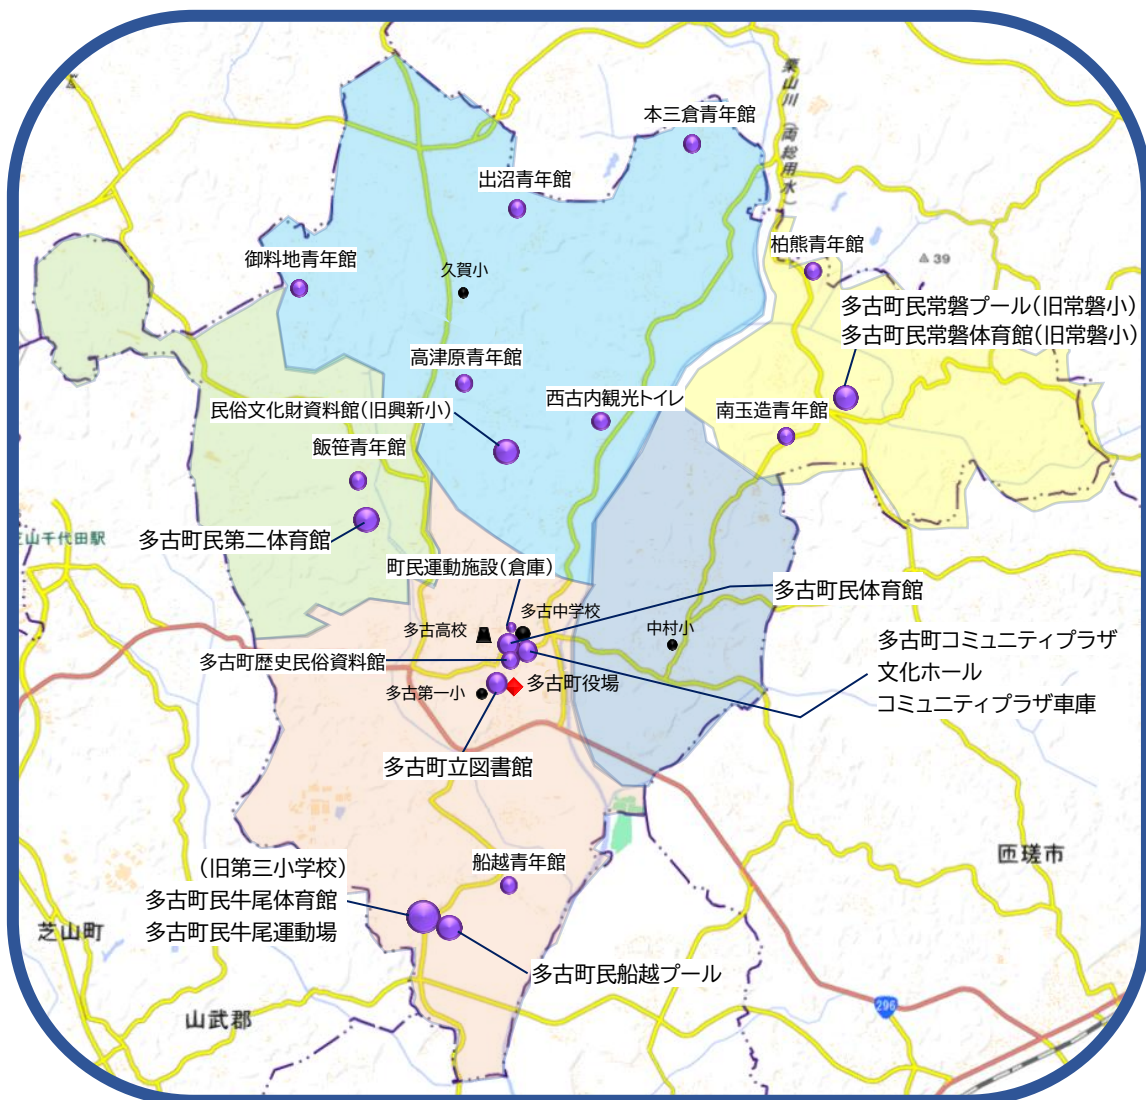 栗山川(両総用水)
本三倉青年館
出沼青年館
御料地青年館
久賀小
柏熊青年館
39
多古町民常磐プール(旧常磐小)
多古町民常磐体育館(旧常磐小)
高津原青年館
西古内観光トイレ
民俗文化財資料館(旧興新小)
南玉造青年館
飯笹青年館
芝山千代田駅
多古町民第二体育館
町民運動施設(倉庫)
多古町民体育館
多古中学校
多古高校
中村小
多古町コミュニティプラザ
文化ホール
コミュニティプラザ車庫
多古町歴史民俗資料館
多古町役場
多古第一小
多古町立図書館
船越青年館
匝瑳市
(旧第三小学校)
多古町民牛尾体育館
多古町民牛尾運動場
芝山町
多古町民船越プール
山武郡
296